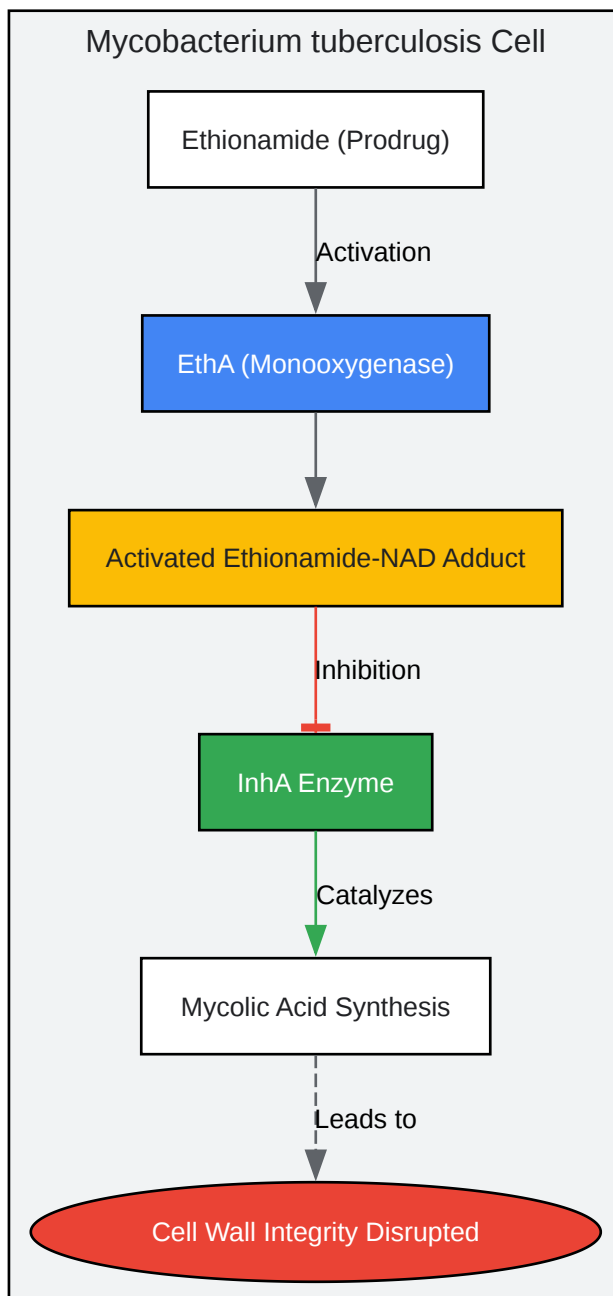 Mycobacterium tuberculosis Cell
Ethionamide (Prodrug)
Activation
EthA (Monooxygenase)
Activated Ethionamide-NAD Adduct
Inhibition
InhA Enzyme
Catalyzes
Mycolic Acid Synthesis
Leads to
Cell Wall Integrity Disrupted